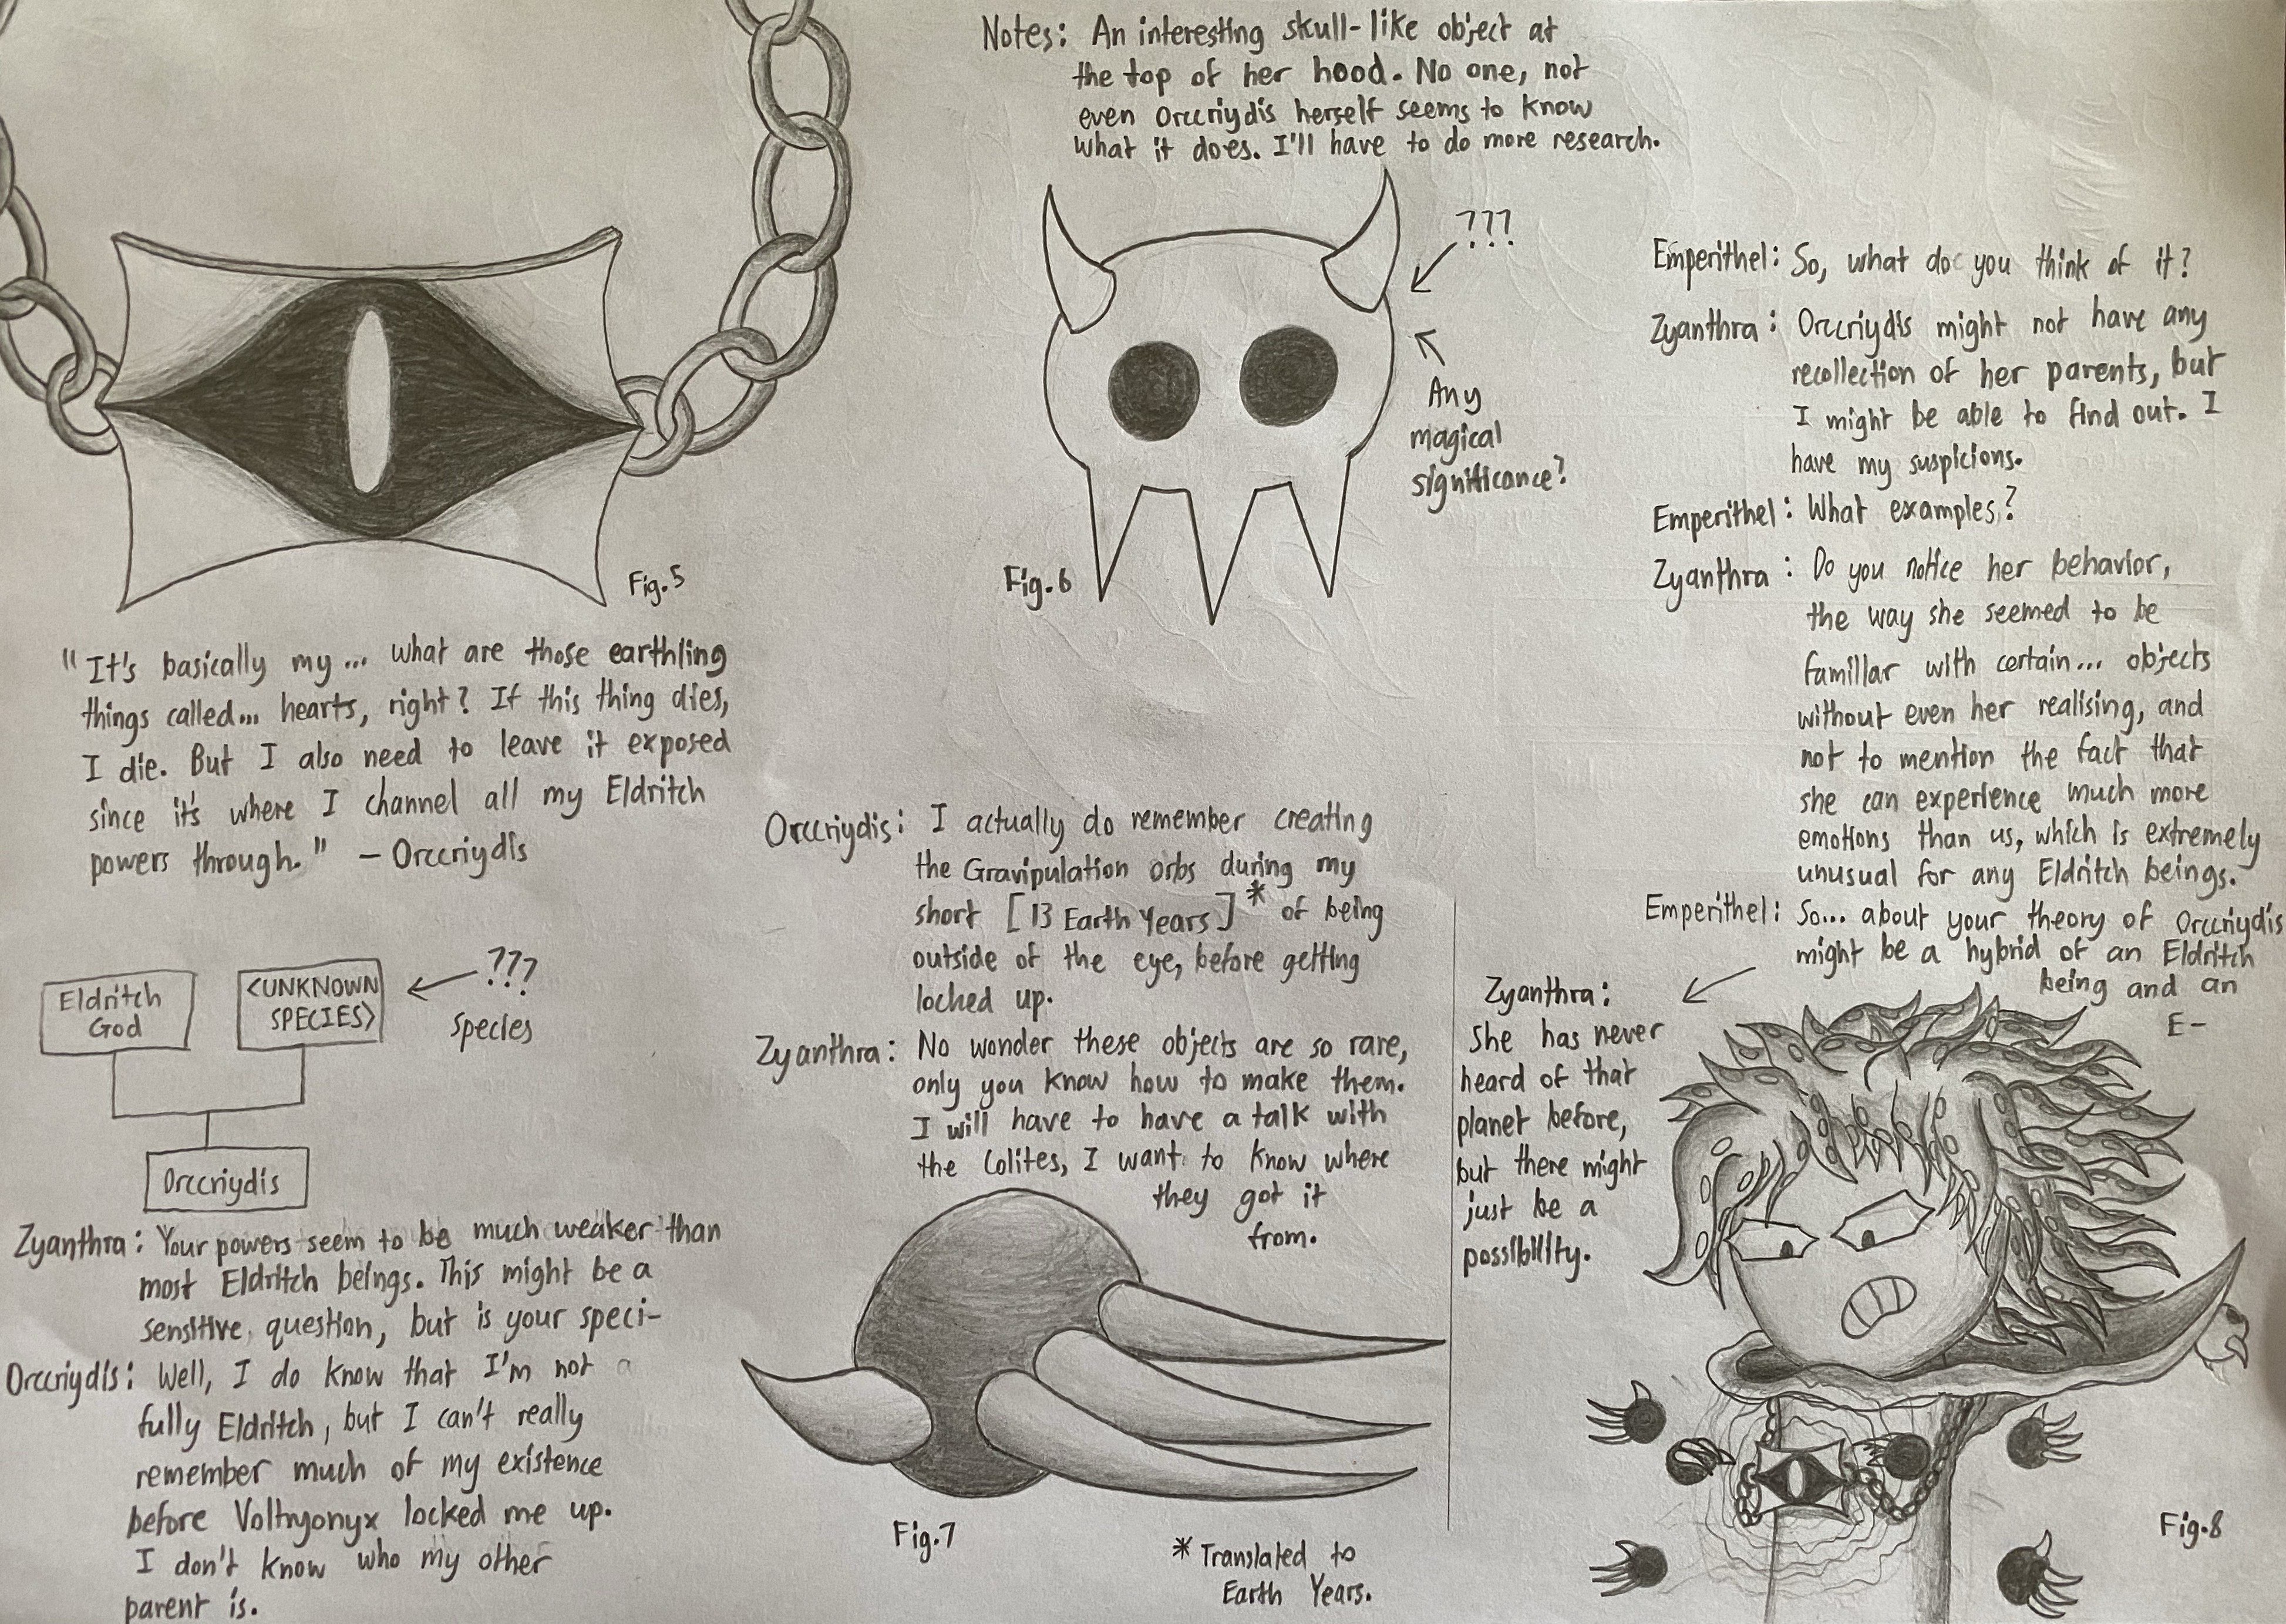 Notes: An interesting skull-like object at
the top of her hood. No one, not
even Orccriydis herself seems to know
what it does. I'll have to do more research.
???
Any
magical
significance?
Fig.5
Fig.6
"It's basically my... what are those earthling
things called... hearts, right? If this thing dies,
I die. But I also need to leave it exposed
since it's where I channel all my Eldritch
powers through." - Orccriydis
Eldritch
God
<UNKNOWN
SPECIES>
???
species
Orccriydis
Zyanthra: Your powers seem to be much weaker than
most Eldritch beings. This might be a
sensitive question, but is your speci-
Orccriydis: Well, I do know that I'm not a
fully Eldritch, but I can't really
remember much of my existence
before Voltryonyx locked me up.
I don't know who my other
parent is.
Orccriydis: I actually do remember creating
the Gravipulation orbs during my
short [13 Earth Years]* of being
outside of the eye, before getting
locked up.
Zyanthra: No wonder these objects are so rare,
only you know how to make them.
I will have to have a talk with
the Colites, I want to know where
they got it
from.
Fig.7
* Translated to
Earth Years.
Emperithel: So, what do you think of it?
Zyanthra: Orccriydis might not have any
recollection of her parents, but
I might be able to find out. I
have my suspicions.
Emperithel: What examples?
Zyanthra: Do you notice her behavior,
the way she seemed to be
familiar with certain... objects
without even her realising, and
not to mention the fact that
she can experience much more
emotions than us, which is extremely
unusual for any Eldritch beings.
Emperithel: So... about your theory of Orccriydis
might be a hybrid of an Eldritch
being and an
E-
Zyanthra:
She has never
heard of that
planet before,
but there might
just be a
possibility.
Fig.8